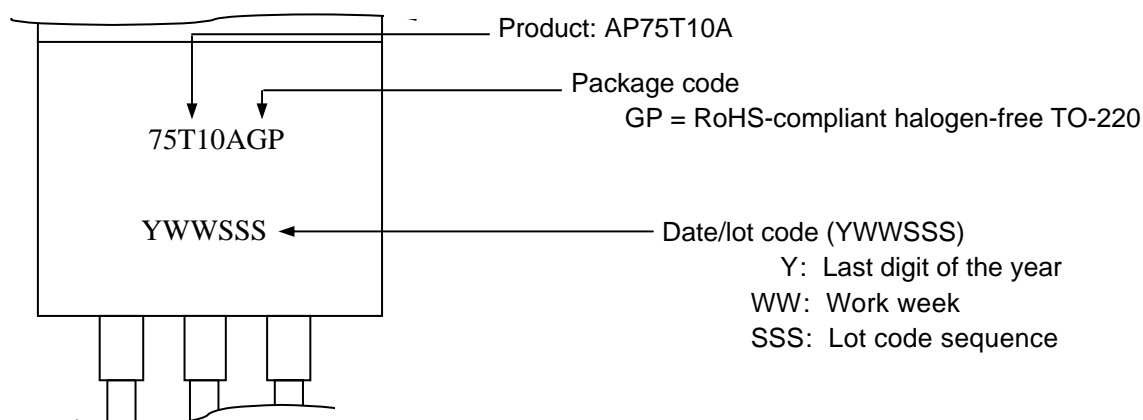 Product: AP75T10A
Package code
GP = RoHS-compliant halogen-free TO-220
75T10AGP
YWWSSS
Date/lot code (YWWSSS)
Y: Last digit of the year
WW: Work week
SSS: Lot code sequence